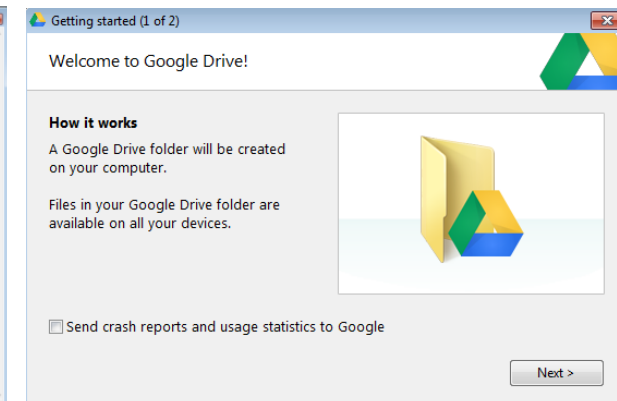 Getting started (1 of 2)
Welcome to Google Drive!
How it works
A Google Drive folder will be created
on your computer.
Files in your Google Drive folder are
available on all your devices.
Send crash reports and usage statistics to Google
Next >